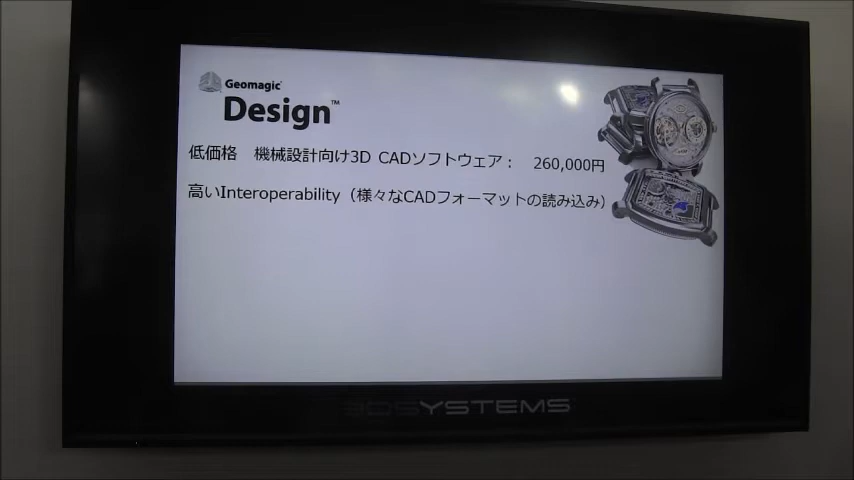 Geomagic
Design™
低価格　機械設計向け3D CADソフトウェア：　260,000円
高いInteroperability（様々なCADフォーマットの読み込み）
3DSYSTEMS